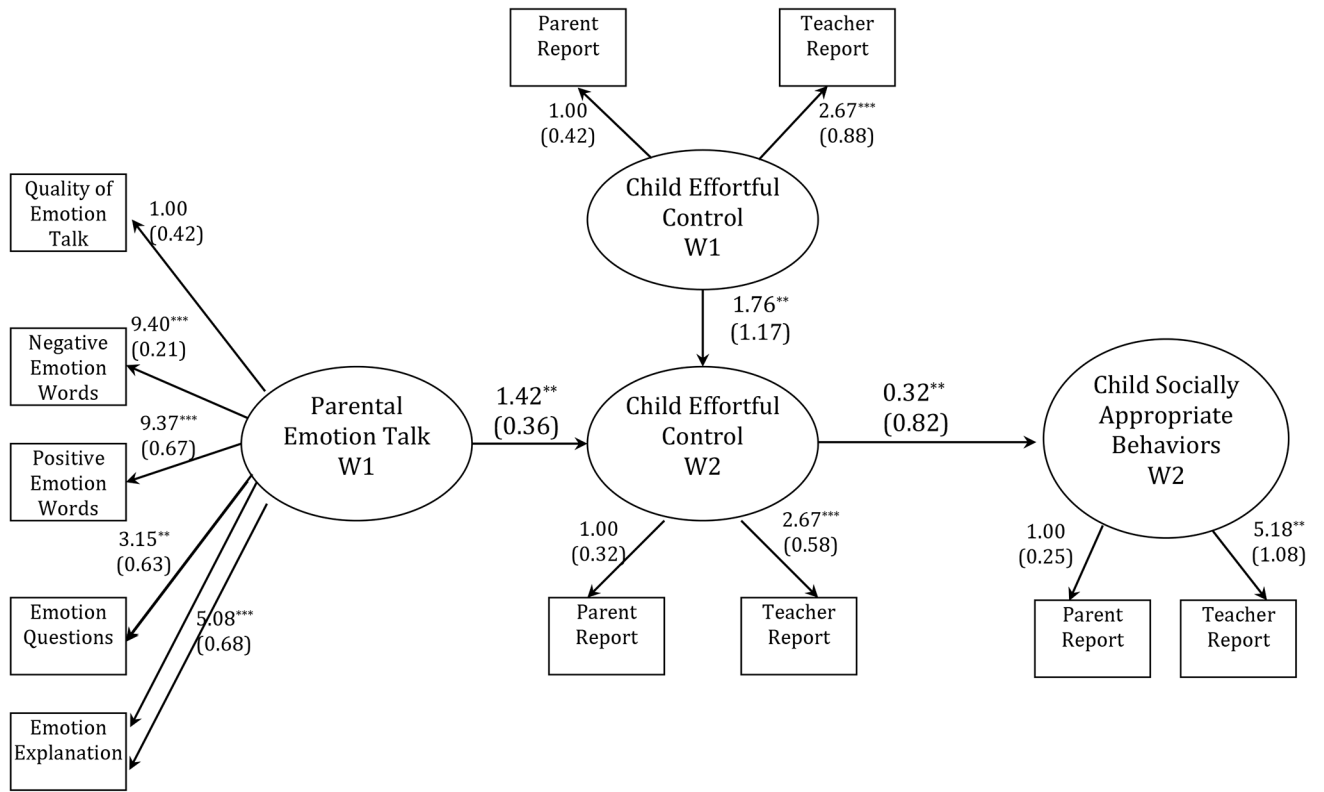 Parent
Report
Teacher
Report
1.00
(0.42)
2.67***
(0.88)
Child Effortful
Control
W1
Quality of
Emotion
Talk
1.00
(0.42)
1.76**
(1.17)
Negative
Emotion
Words
9.40***
(0.21)
Positive
Emotion
Words
9.37***
(0.67)
Parental
Emotion Talk
W1
1.42**
(0.36)
Child Effortful
Control
W2
0.32**
(0.82)
Child Socially
Appropriate
Behaviors
W2
3.15**
(0.63)
1.00
(0.32)
2.67***
(0.58)
1.00
(0.25)
5.18**
(1.08)
Emotion
Questions
5.08***
(0.68)
Parent
Report
Teacher
Report
Parent
Report
Teacher
Report
Emotion
Explanation